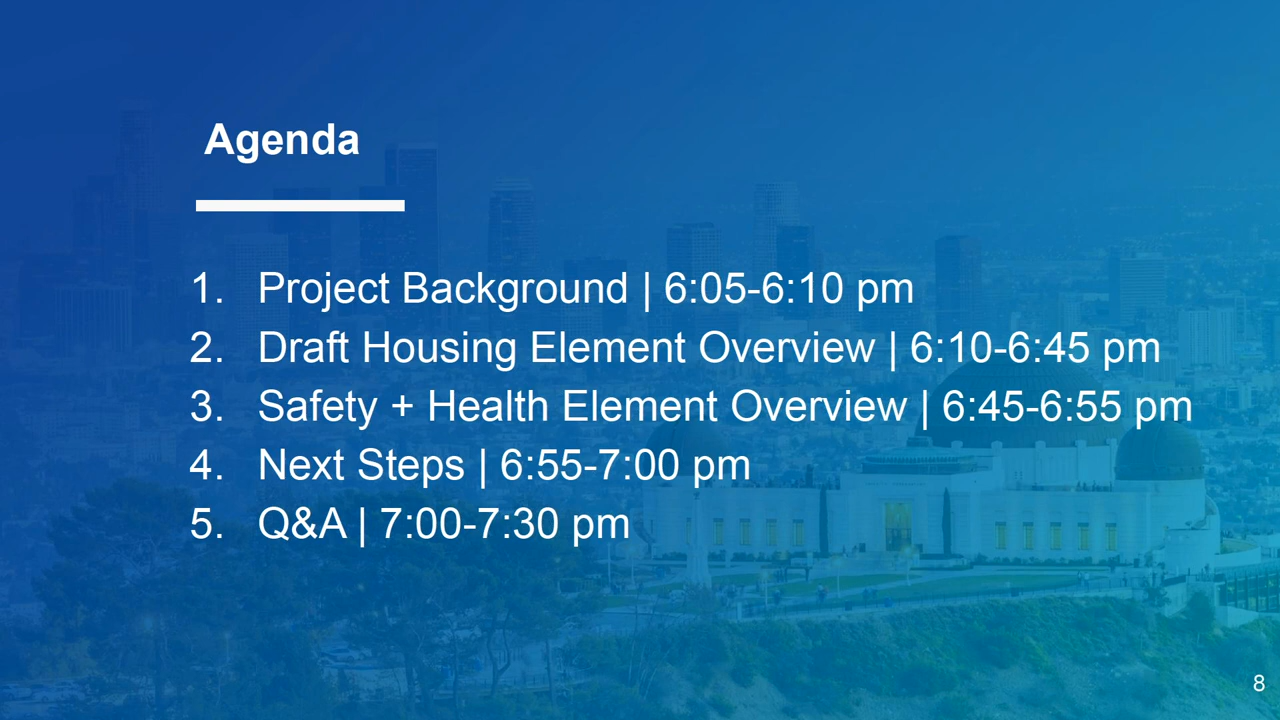 Agenda
1. Project Background | 6:05-6:10 pm
2. Draft Housing Element Overview | 6:10-6:45 pm
3. Safety + Health Element Overview | 6:45-6:55 pm
4. Next Steps | 6:55-7:00 pm
5. Q&A | 7:00-7:30 pm
8